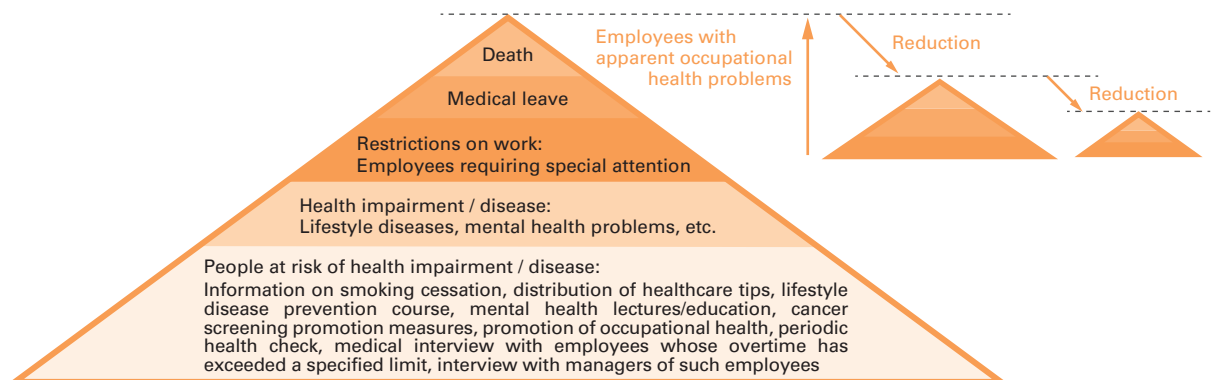 Death
Medical leave
Restrictions on work:
Employees requiring special attention
Health impairment / disease:
Lifestyle diseases, mental health problems, etc.
People at risk of health impairment / disease:
Information on smoking cessation, distribution of healthcare tips, lifestyle
disease prevention course, mental health lectures/education, cancer
screening promotion measures, promotion of occupational health, periodic
health check, medical interview with employees whose overtime has
exceeded a specified limit, interview with managers of such employees
Employees with
apparent occupational
health problems
Reduction
Reduction